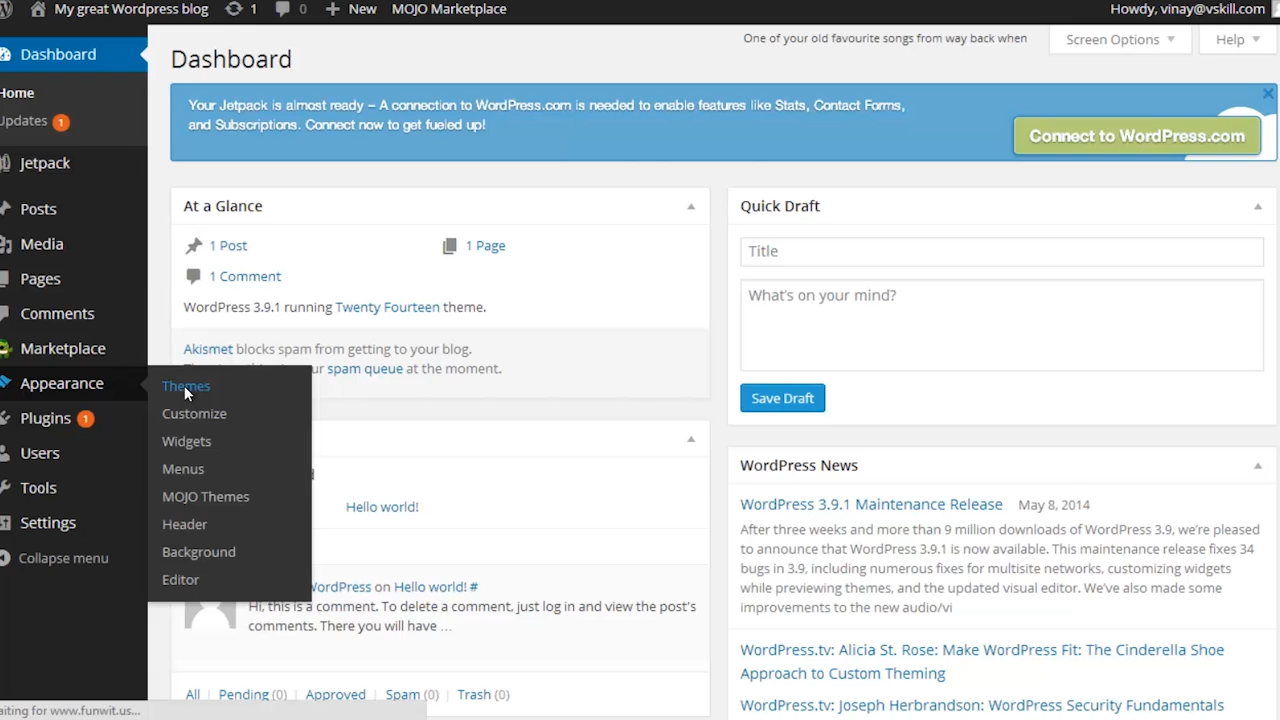 My great Wordpress blog 1 0 New MOJO Marketplace Howdy, vinay@vskill.com
One of your old favourite songs from way back when Screen Options Help
Dashboard
Home
Updates 1
Jetpack
Posts
Media
Pages
Comments
Marketplace
Appearance
Plugins 1
Users
Tools
Settings
Collapse menu
Themes
Customize
Widgets
Menus
MOJO Themes
Header
Background
Editor
Dashboard
Your Jetpack is almost ready – A connection to WordPress.com is needed to enable features like Stats, Contact Forms,
and Subscriptions. Connect now to get fueled up!
Connect to WordPress.com
At a Glance
1 Post 1 Page
1 Comment
WordPress 3.9.1 running Twenty Fourteen theme.
Akismet blocks spam from getting to your blog.
spam queue at the moment.
Hello world!
WordPress on Hello world! #
Hi, this is a comment. To delete a comment, just log in and view the post's
comments. There you will have …
All | Pending (0) | Approved | Spam (0) | Trash (0)
Quick Draft
Title
What's on your mind?
Save Draft
WordPress News
WordPress 3.9.1 Maintenance Release May 8, 2014
After three weeks and more than 9 million downloads of WordPress 3.9, we're pleased
to announce that WordPress 3.9.1 is now available. This maintenance release fixes 34
bugs in 3.9, including numerous fixes for multisite networks, customizing widgets
while previewing themes, and the updated visual editor. We've also made some
improvements to the new audio/vi
WordPress.tv: Alicia St. Rose: Make WordPress Fit: The Cinderella Shoe
Approach to Custom Theming
WordPress.tv: Joseph Herbrandson: WordPress Security Fundamentals
aiting for www.funwit.us...